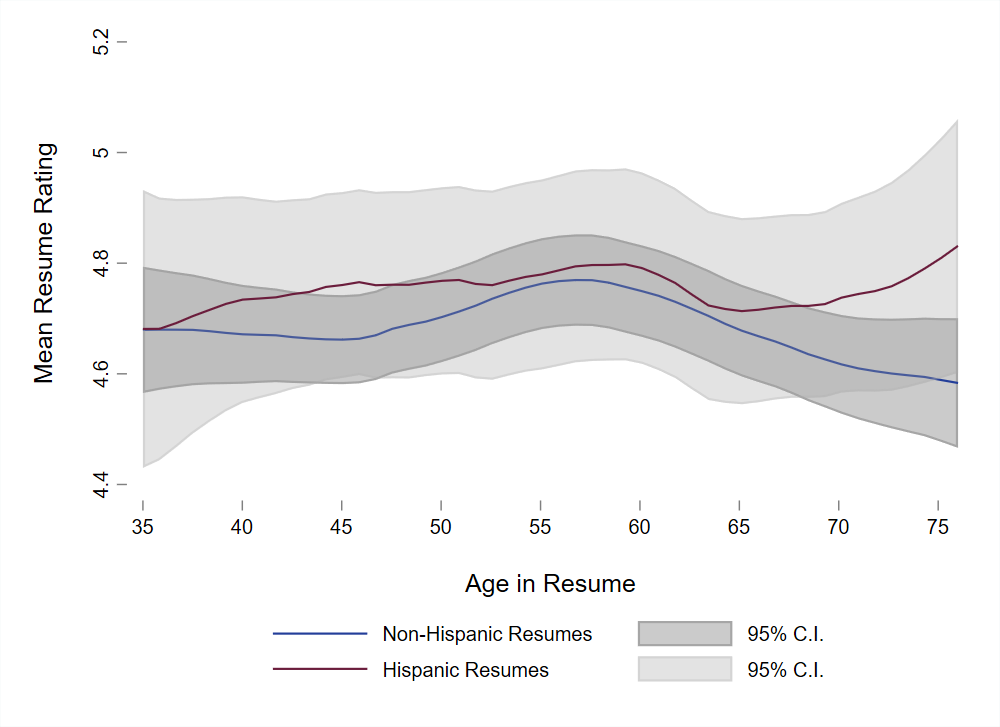 5.2
5
4.8
4.6
4.4
Mean Resume Rating
35 40 45 50 55 60 65 70 75
Age in Resume
Non-Hispanic Resumes 95% C.I.
Hispanic Resumes 95% C.I.